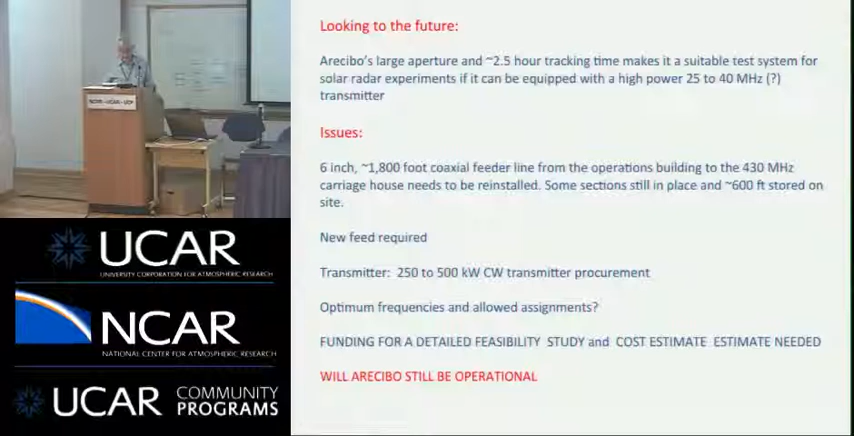 Looking to the future:
Arecibo's large aperture and ~2.5 hour tracking time makes it a suitable test system for
solar radar experiments if it can be equipped with a high power 25 to 40 MHz (?)
transmitter
Issues:
6 inch, ~1,800 foot coaxial feeder line from the operations building to the 430 MHz
carriage house needs to be reinstalled. Some sections still in place and ~600 ft stored on
site.
New feed required
Transmitter: 250 to 500 kW CW transmitter procurement
Optimum frequencies and allowed assignments?
FUNDING FOR A DETAILED FEASIBILITY STUDY and COST ESTIMATE ESTIMATE NEEDED
WILL ARECIBO STILL BE OPERATIONAL
UCAR
UNIVERSITY CORPORATION FOR ATMOSPHERIC RESEARCH
NCAR
NATIONAL CENTER FOR ATMOSPHERIC RESEARCH
UCAR COMMUNITY
PROGRAMS